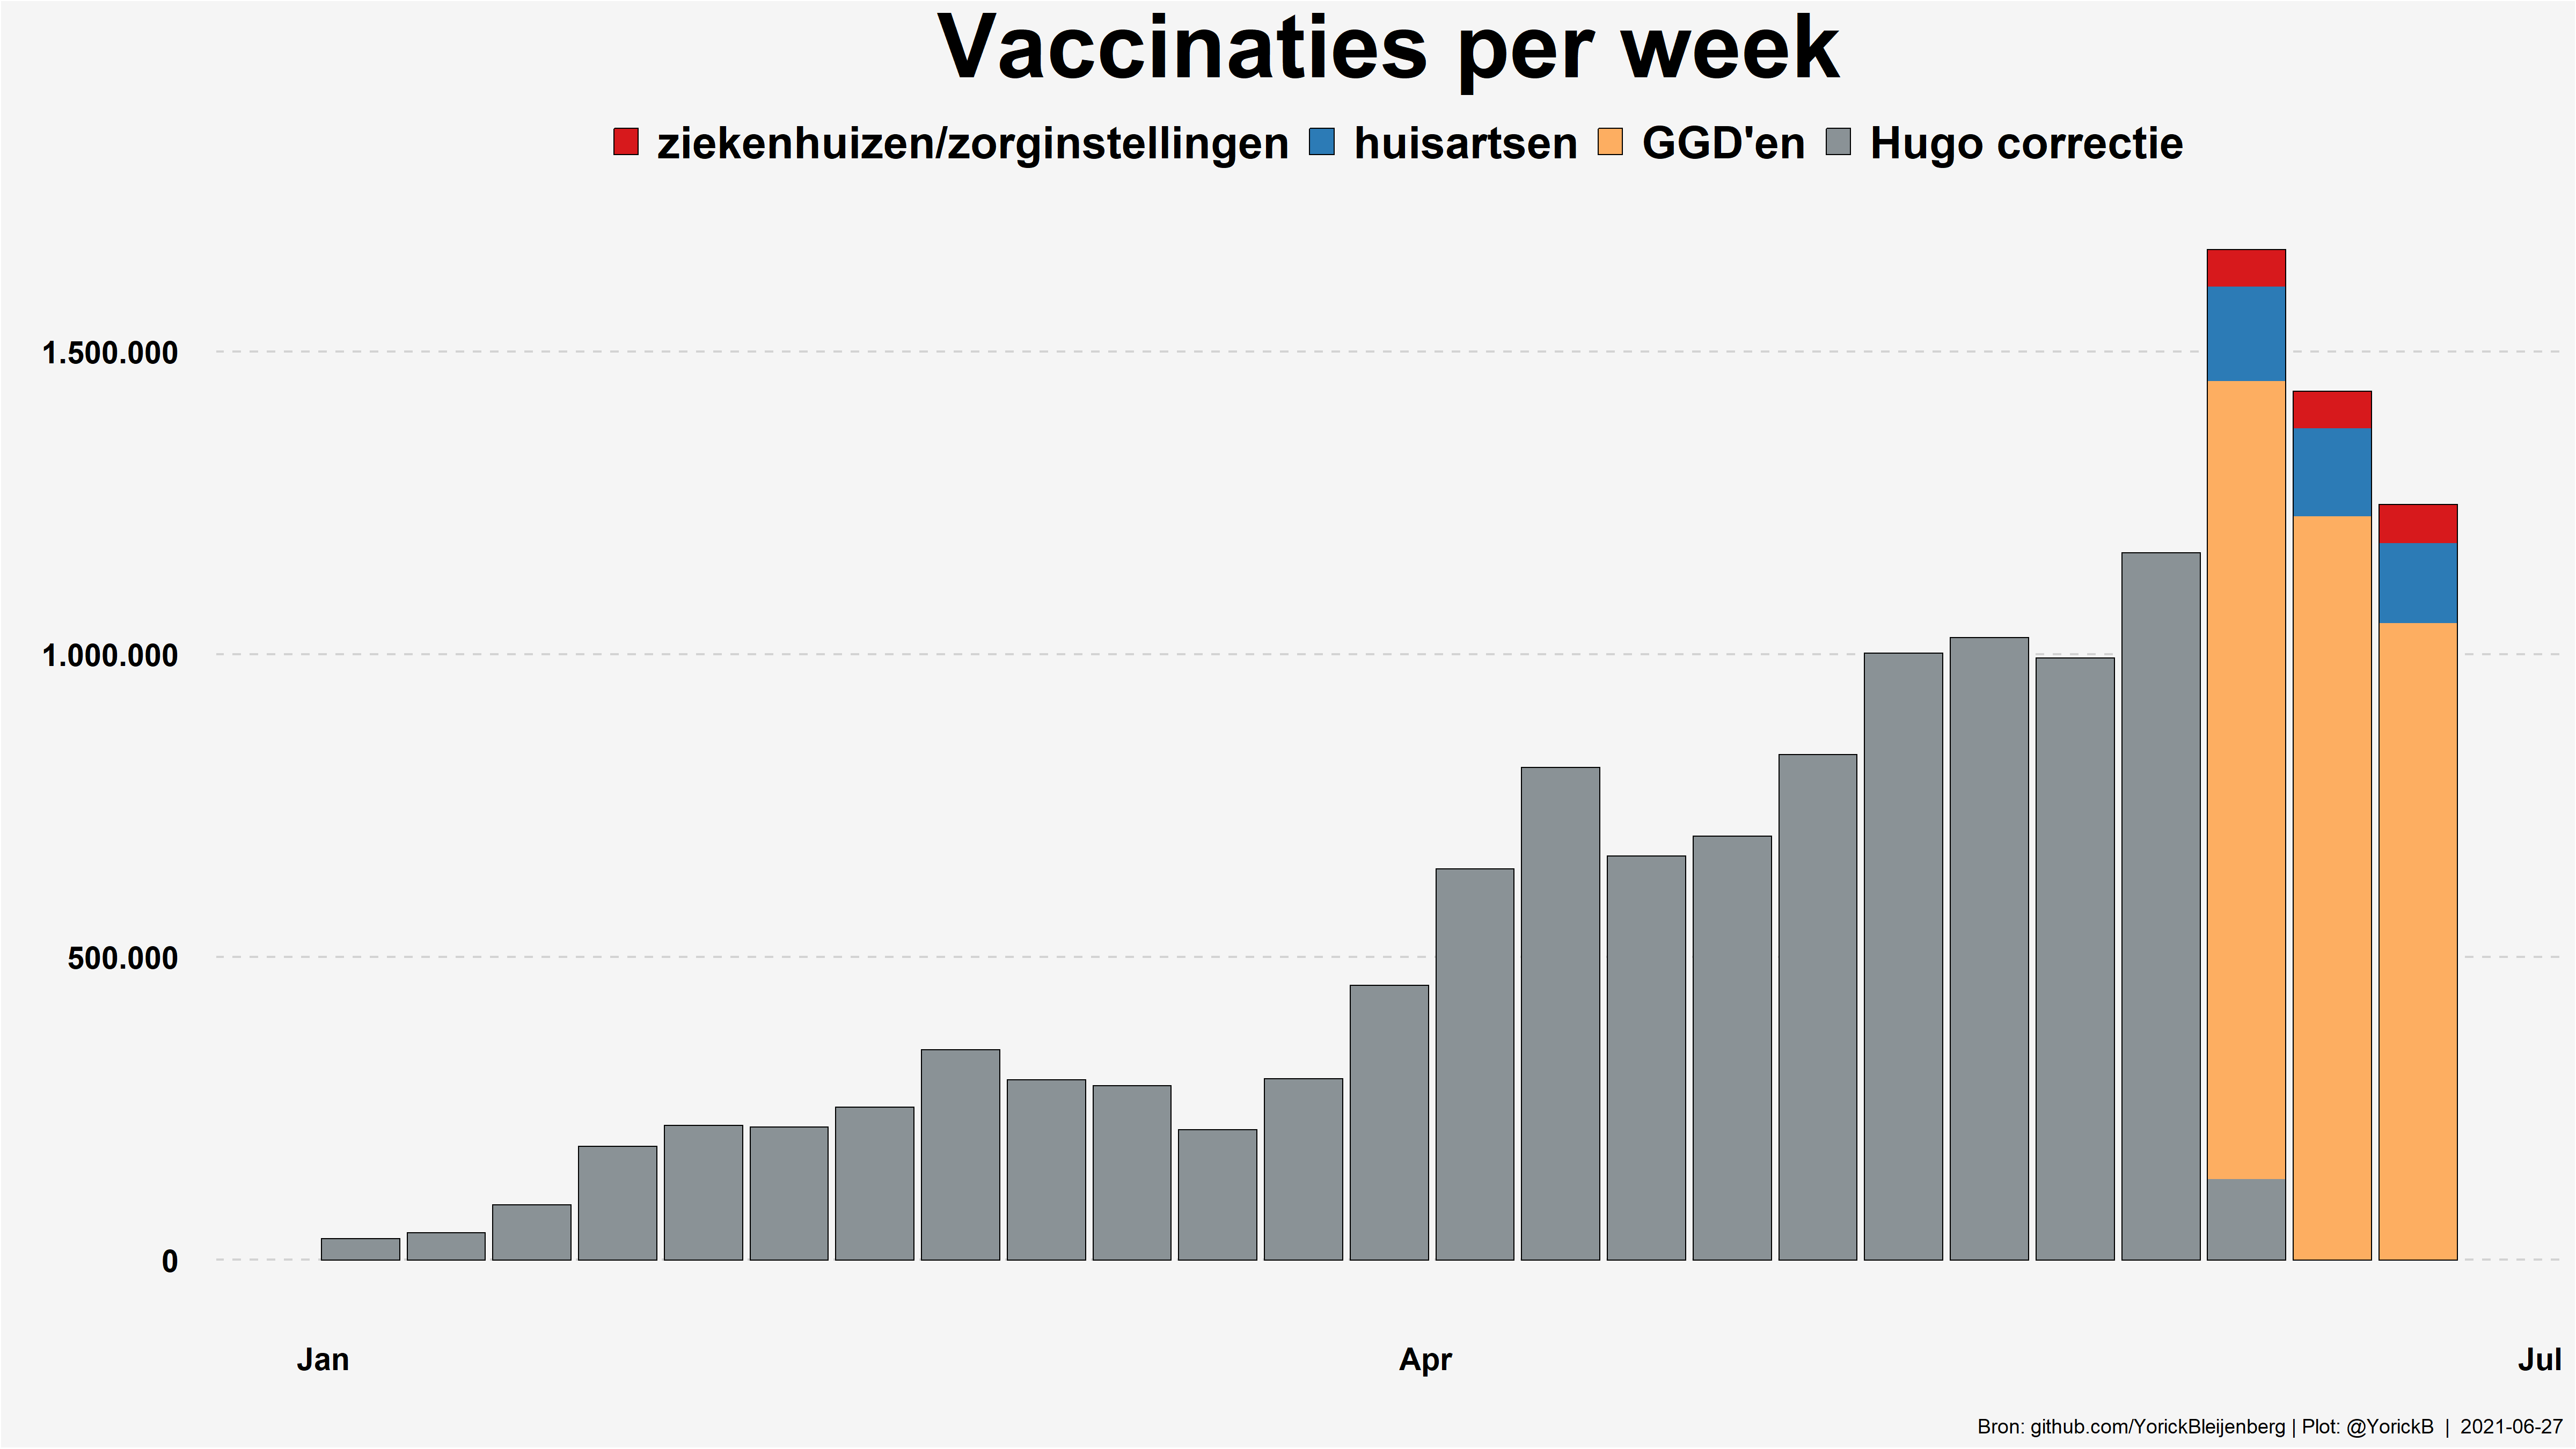 Vaccinaties per week
ziekenhuizen/zorginstellingen huisartsen GGD'en Hugo correctie
1.500.000
1.000.000
500.000
0
Jan Apr Jul
Bron: github.com/YorickBleijenberg | Plot: @YorickB | 2021-06-27